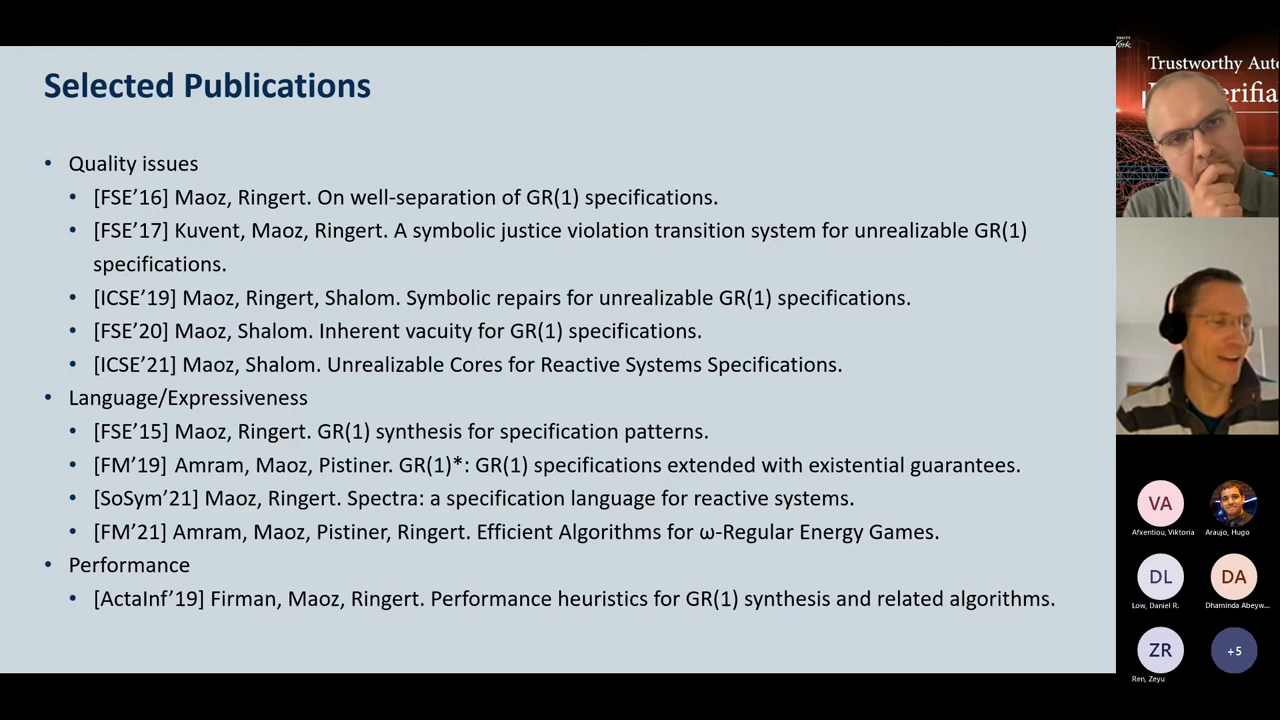 Selected Publications
• Quality issues
• [FSE’16] Maoz, Ringert. On well-separation of GR(1) specifications.
• [FSE’17] Kuvent, Maoz, Ringert. A symbolic justice violation transition system for unrealizable GR(1)
specifications.
• [ICSE’19] Maoz, Ringert, Shalom. Symbolic repairs for unrealizable GR(1) specifications.
• [FSE’20] Maoz, Shalom. Inherent vacuity for GR(1) specifications.
• [ICSE’21] Maoz, Shalom. Unrealizable Cores for Reactive Systems Specifications.
• Language/Expressiveness
• [FSE’15] Maoz, Ringert. GR(1) synthesis for specification patterns.
• [FM’19] Amram, Maoz, Pistiner. GR(1)*: GR(1) specifications extended with existential guarantees.
• [SoSym’21] Maoz, Ringert. Spectra: a specification language for reactive systems.
• [FM’21] Amram, Maoz, Pistiner, Ringert. Efficient Algorithms for ω-Regular Energy Games.
• Performance
• [ActaInf’19] Firman, Maoz, Ringert. Performance heuristics for GR(1) synthesis and related algorithms.
Trustworthy Aut
VA
Afxentiou, Viktoria
Araujo, Hugo
DL
DA
Low, Daniel R.
Dhaminda Abeyw...
ZR
+5
Ren, Zeyu